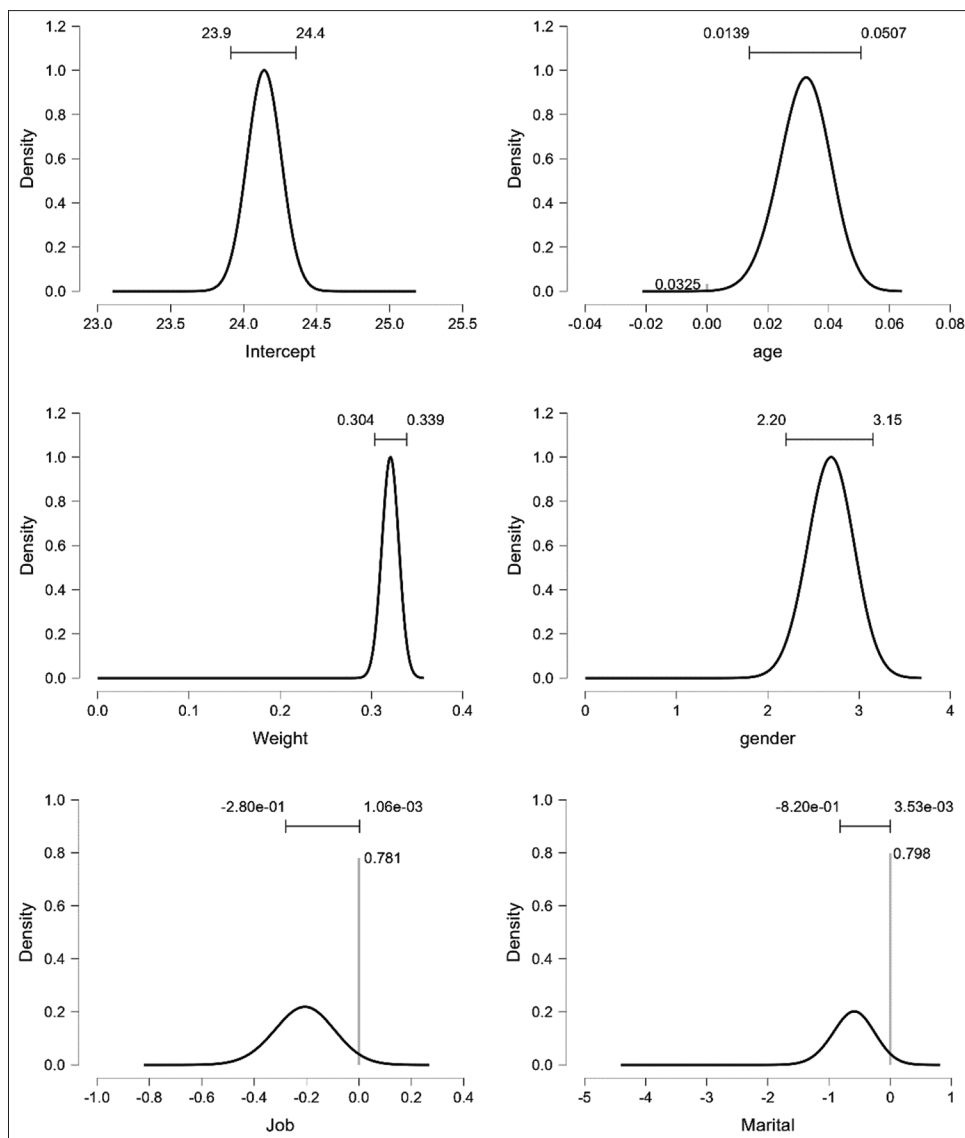 23.9 24.4
1.2
1.0
0.8
0.6
0.4
0.2
0.0
Density
23.0 23.5 24.0 24.5 25.0 25.5
Intercept
0.0139 0.0507
1.2
1.0
0.8
0.6
0.4
0.2
0.0
Density
0.0325
-0.04 -0.02 0.00 0.02 0.04 0.06 0.08
age
0.304 0.339
1.2
1.0
0.8
0.6
0.4
0.2
0.0
Density
0.0 0.1 0.2 0.3 0.4
Weight
2.20 3.15
1.2
1.0
0.8
0.6
0.4
0.2
0.0
Density
0 1 2 3 4
gender
-2.80e-01 1.06e-03
1.0
0.8
0.6
0.4
0.2
0.0
Density
0.781
-1.0 -0.8 -0.6 -0.4 -0.2 0.0 0.2 0.4
Job
-8.20e-01 3.53e-03
1.0
0.8
0.6
0.4
0.2
0.0
Density
0.798
-5 -4 -3 -2 -1 0 1
Marital